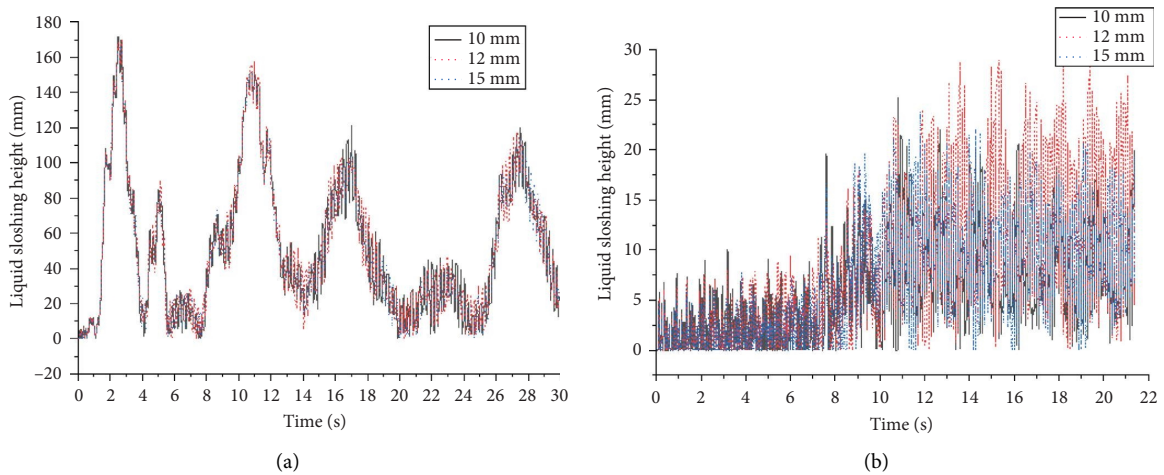 10 mm
12 mm
15 mm
180
160
140
120
100
80
60
40
20
0
–20
Liquid sloshing height (mm)
0 2 4 6 8 10 12 14 16 18 20 22 24 26 28 30
Time (s)
(a)
10 mm
12 mm
15 mm
30
25
20
15
10
5
0
Liquid sloshing height (mm)
0 2 4 6 8 10 12 14 16 18 20 22
Time (s)
(b)